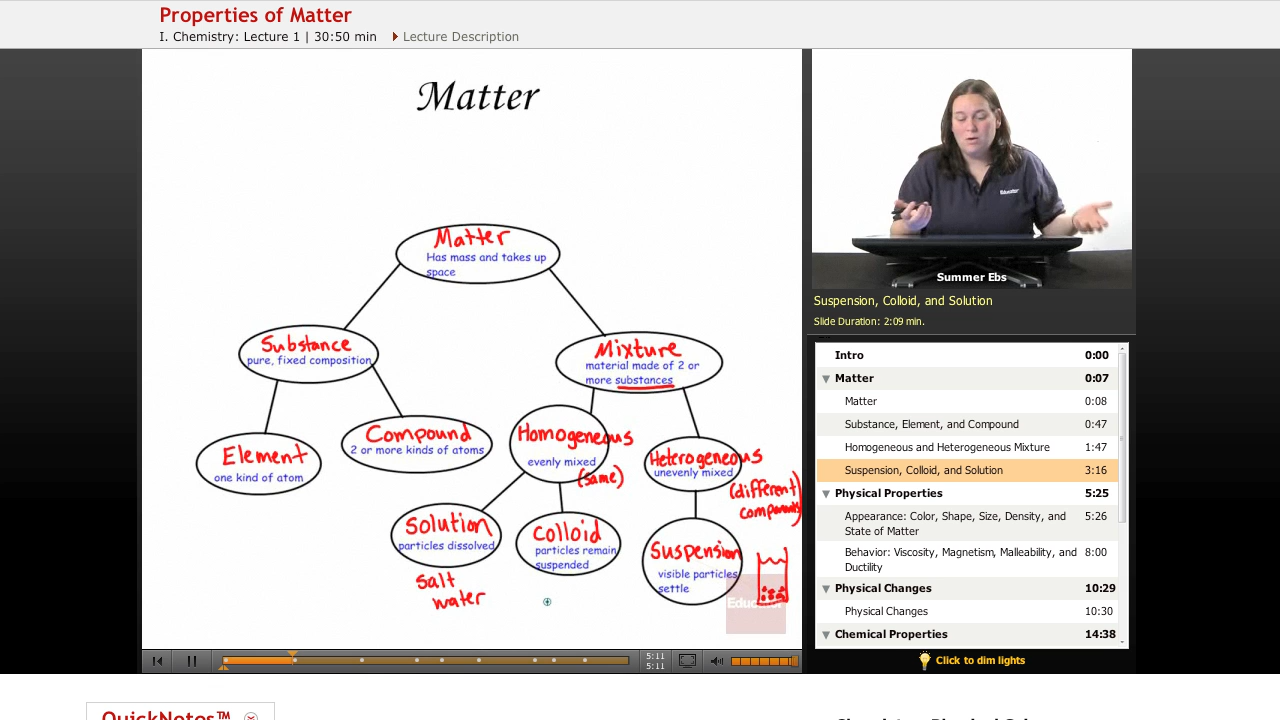 Properties of Matter
I. Chemistry: Lecture 1 | 30:50 min
Lecture Description
Matter
Matter
Has mass and takes up
space
Substance
pure, fixed composition
Mixture
material made of 2 or
more substances
Element
one kind of atom
Compound
2 or more kinds of atoms
Homogeneous
evenly mixed
(same)
Heterogeneous
unevenly mixed
(different)
Solution
particles dissolved
salt
water
Colloid
particles remain
suspended
Suspension
visible particles
settle
Educator
5:11
5:11
Educator
Summer Ebs
Suspension, Colloid, and Solution
Slide Duration: 2:09 min.
Intro 0:00
Matter 0:07
Matter 0:08
Substance, Element, and Compound 0:47
Homogeneous and Heterogeneous Mixture 1:47
Suspension, Colloid, and Solution 3:16
Physical Properties 5:25
Appearance: Color, Shape, Size, Density, and 5:26
State of Matter
Behavior: Viscosity, Magnetism, Malleability, and 8:00
Ductility
Physical Changes 10:29
Physical Changes 10:30
Chemical Properties 14:38
Click to dim lights
QuickNotes™